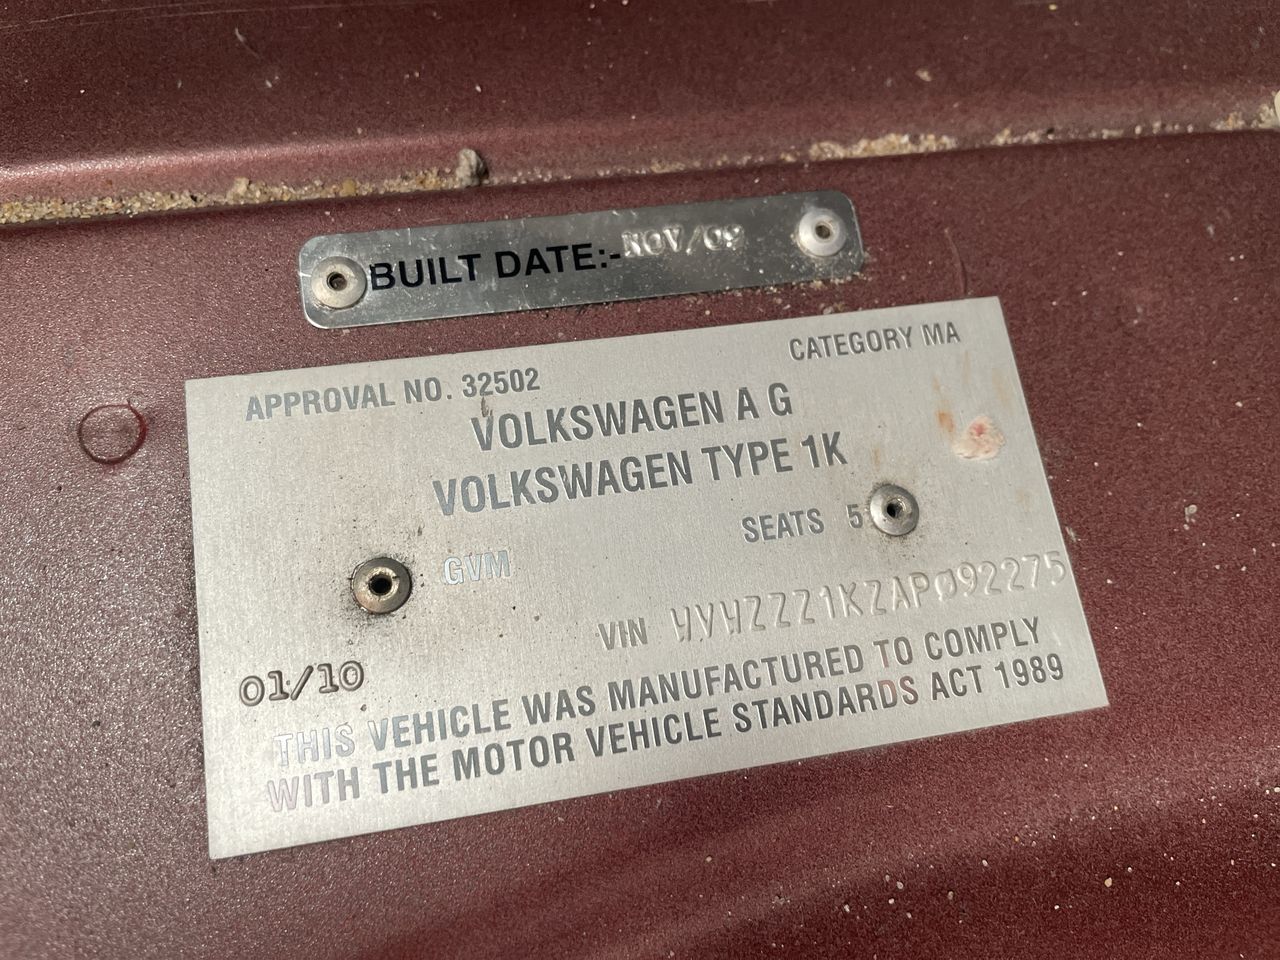 BUILT DATE:-NOV/09
APPROVAL NO. 32502
CATEGORY MA
VOLKSWAGEN A G
VOLKSWAGEN TYPE 1K
SEATS 5
GVM
VIN WVWZZZ1KZAP092275
01/10
THIS VEHICLE WAS MANUFACTURED TO COMPLY
WITH THE MOTOR VEHICLE STANDARDS ACT 1989